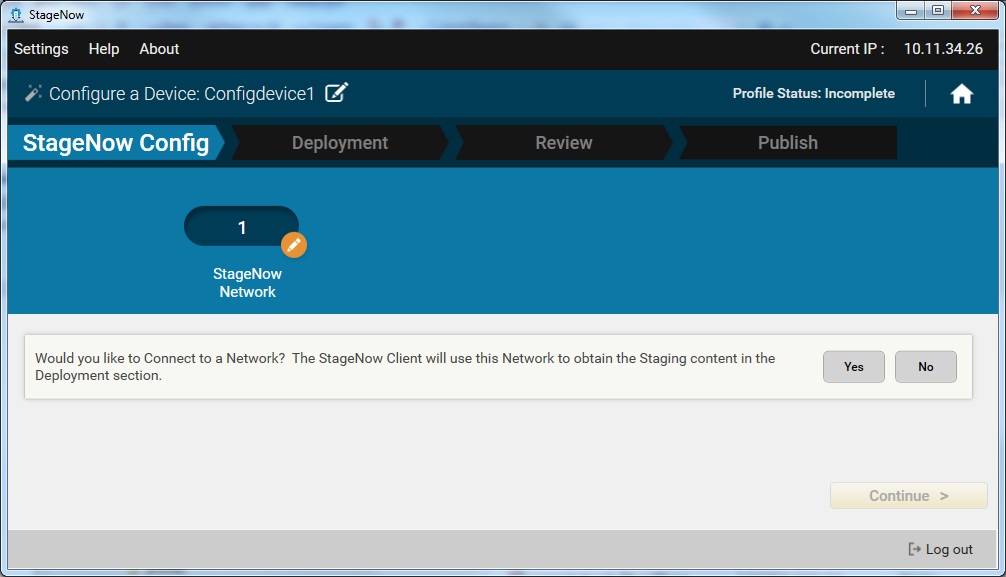 StageNow
Settings Help About Current IP : 10.11.34.26
Configure a Device: Configdevice1 Profile Status: Incomplete
StageNow Config Deployment Review Publish
1
StageNow
Network
Would you like to Connect to a Network? The StageNow Client will use this Network to obtain the Staging content in the
Deployment section.
Yes No
Continue >
Log out